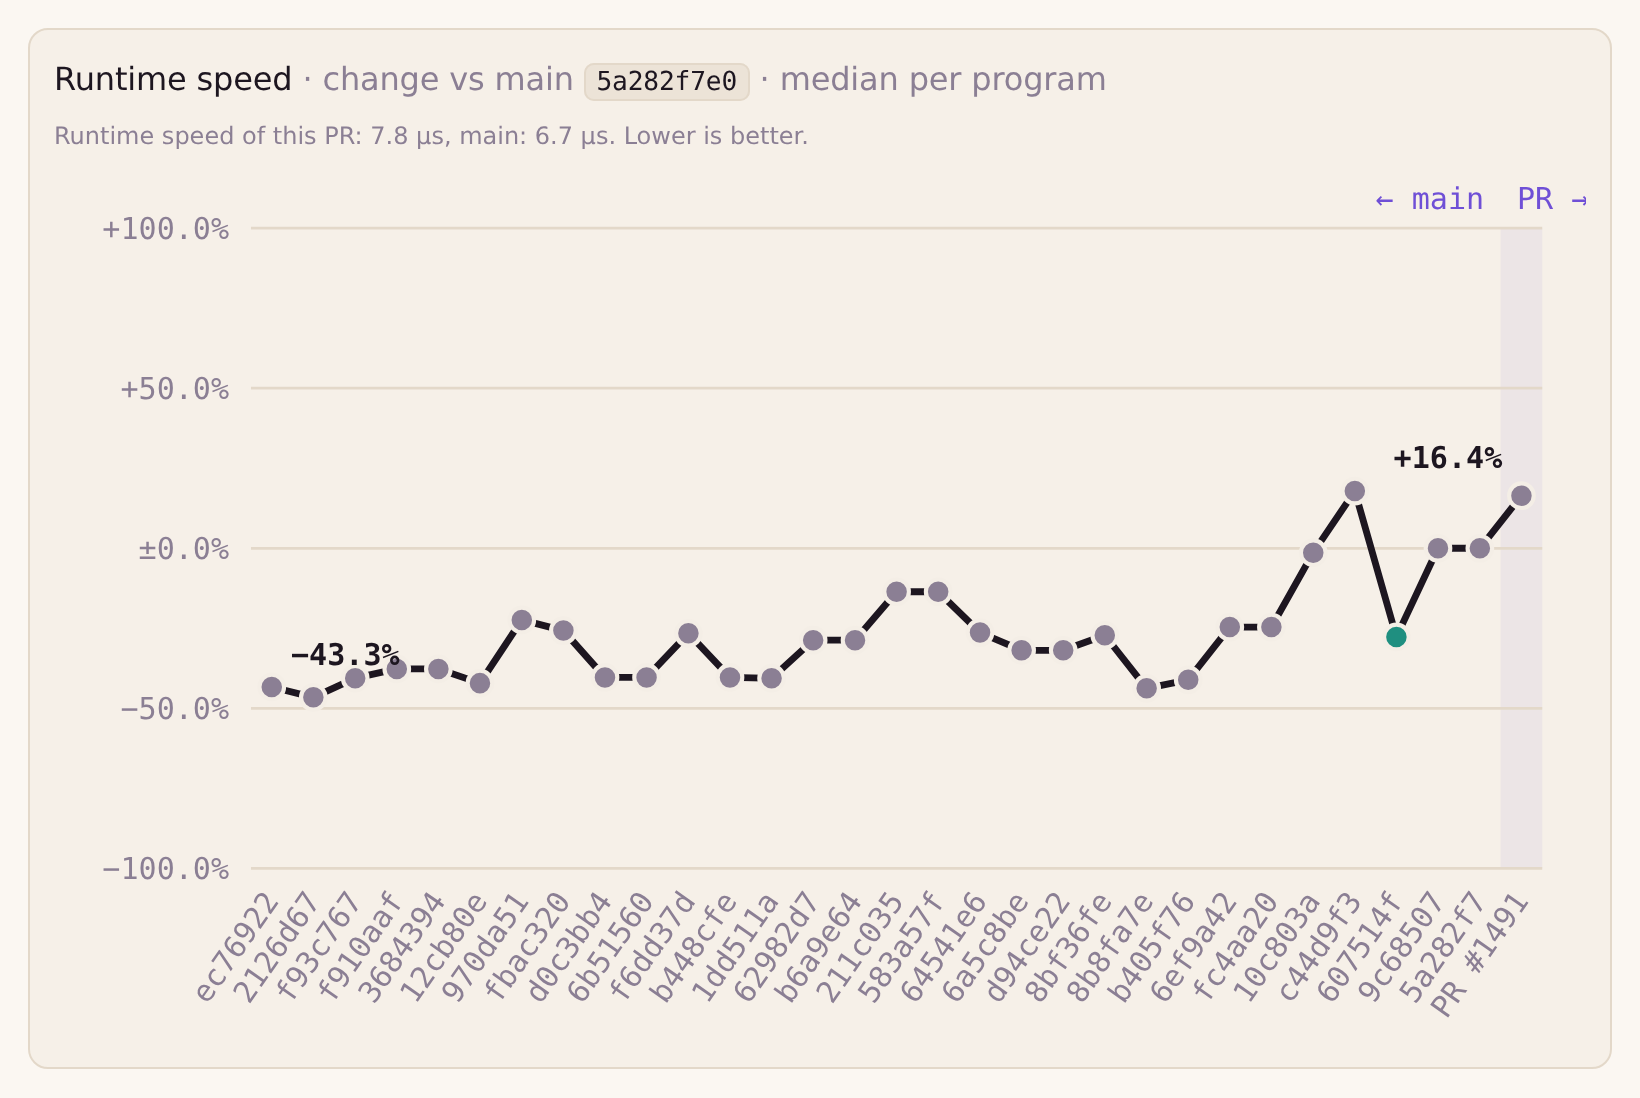 Runtime speed · change vs main 5a282f7e0 · median per program
Runtime speed of this PR: 7.8 µs, main: 6.7 µs. Lower is better.
← main PR →
+100.0%
+50.0%
+16.4%
±0.0%
−43.3%
−50.0%
−100.0%
ec76922
2126d67
f93c767
f910aaf
3684394
12cb80e
970da51
fbac320
d0c3bb4
6b51560
f6dd37d
b448cfe
1dd511a
62982d7
b6a9e64
211c035
583a57f
64541e6
6a5c8be
d94ce22
8bf36fe
8b8fa7e
b405f76
6ef9a42
fc4aa20
10c803a
c44d9f3
607514f
9c68507
5a282f7
PR #1491